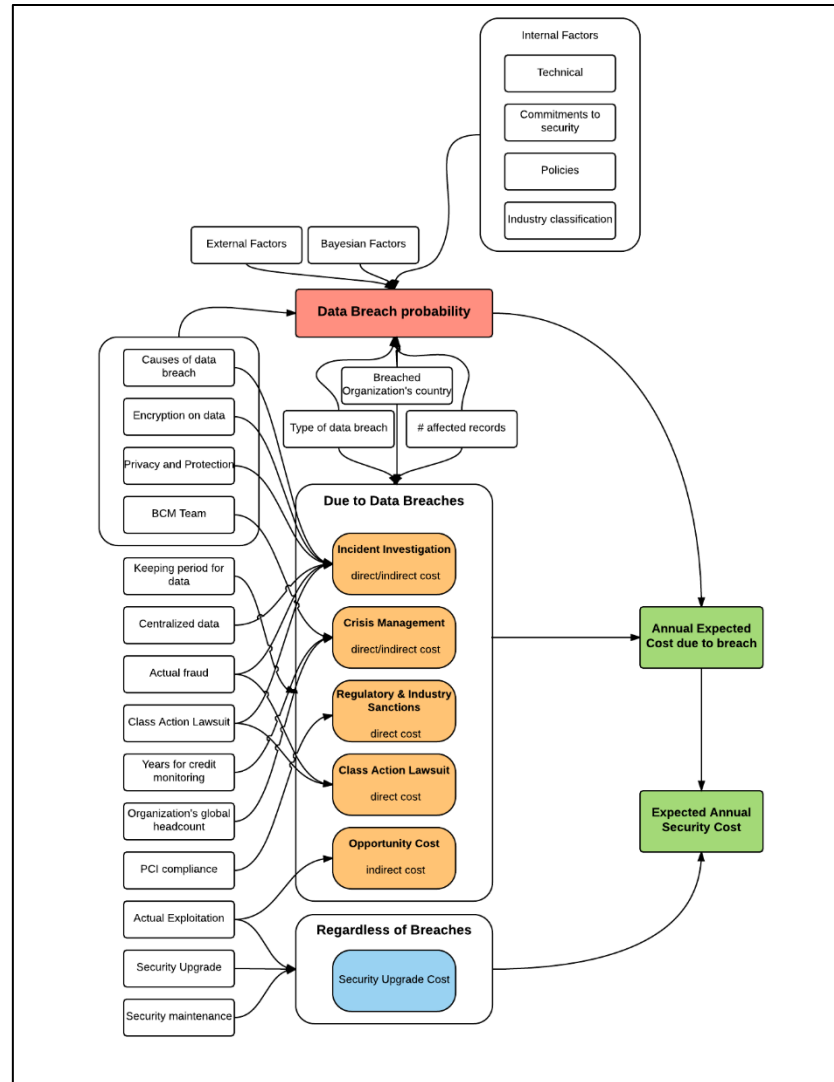 Internal Factors
Technical
Commitments to
security
Policies
Industry classification
External Factors
Bayesian Factors
Data Breach probability
Causes of data
breach
Encryption on data
Privacy and Protection
BCM Team
Breached
Organization's country
Type of data breach
# affected records
Due to Data Breaches
Incident Investigation
direct/indirect cost
Crisis Management
direct/indirect cost
Regulatory & Industry
Sanctions
direct cost
Class Action Lawsuit
direct cost
Opportunity Cost
indirect cost
Keeping period for
data
Centralized data
Actual fraud
Class Action Lawsuit
Years for credit
monitoring
Organization's global
headcount
PCI compliance
Actual Exploitation
Security Upgrade
Security maintenance
Regardless of Breaches
Security Upgrade Cost
Annual Expected
Cost due to breach
Expected Annual
Security Cost